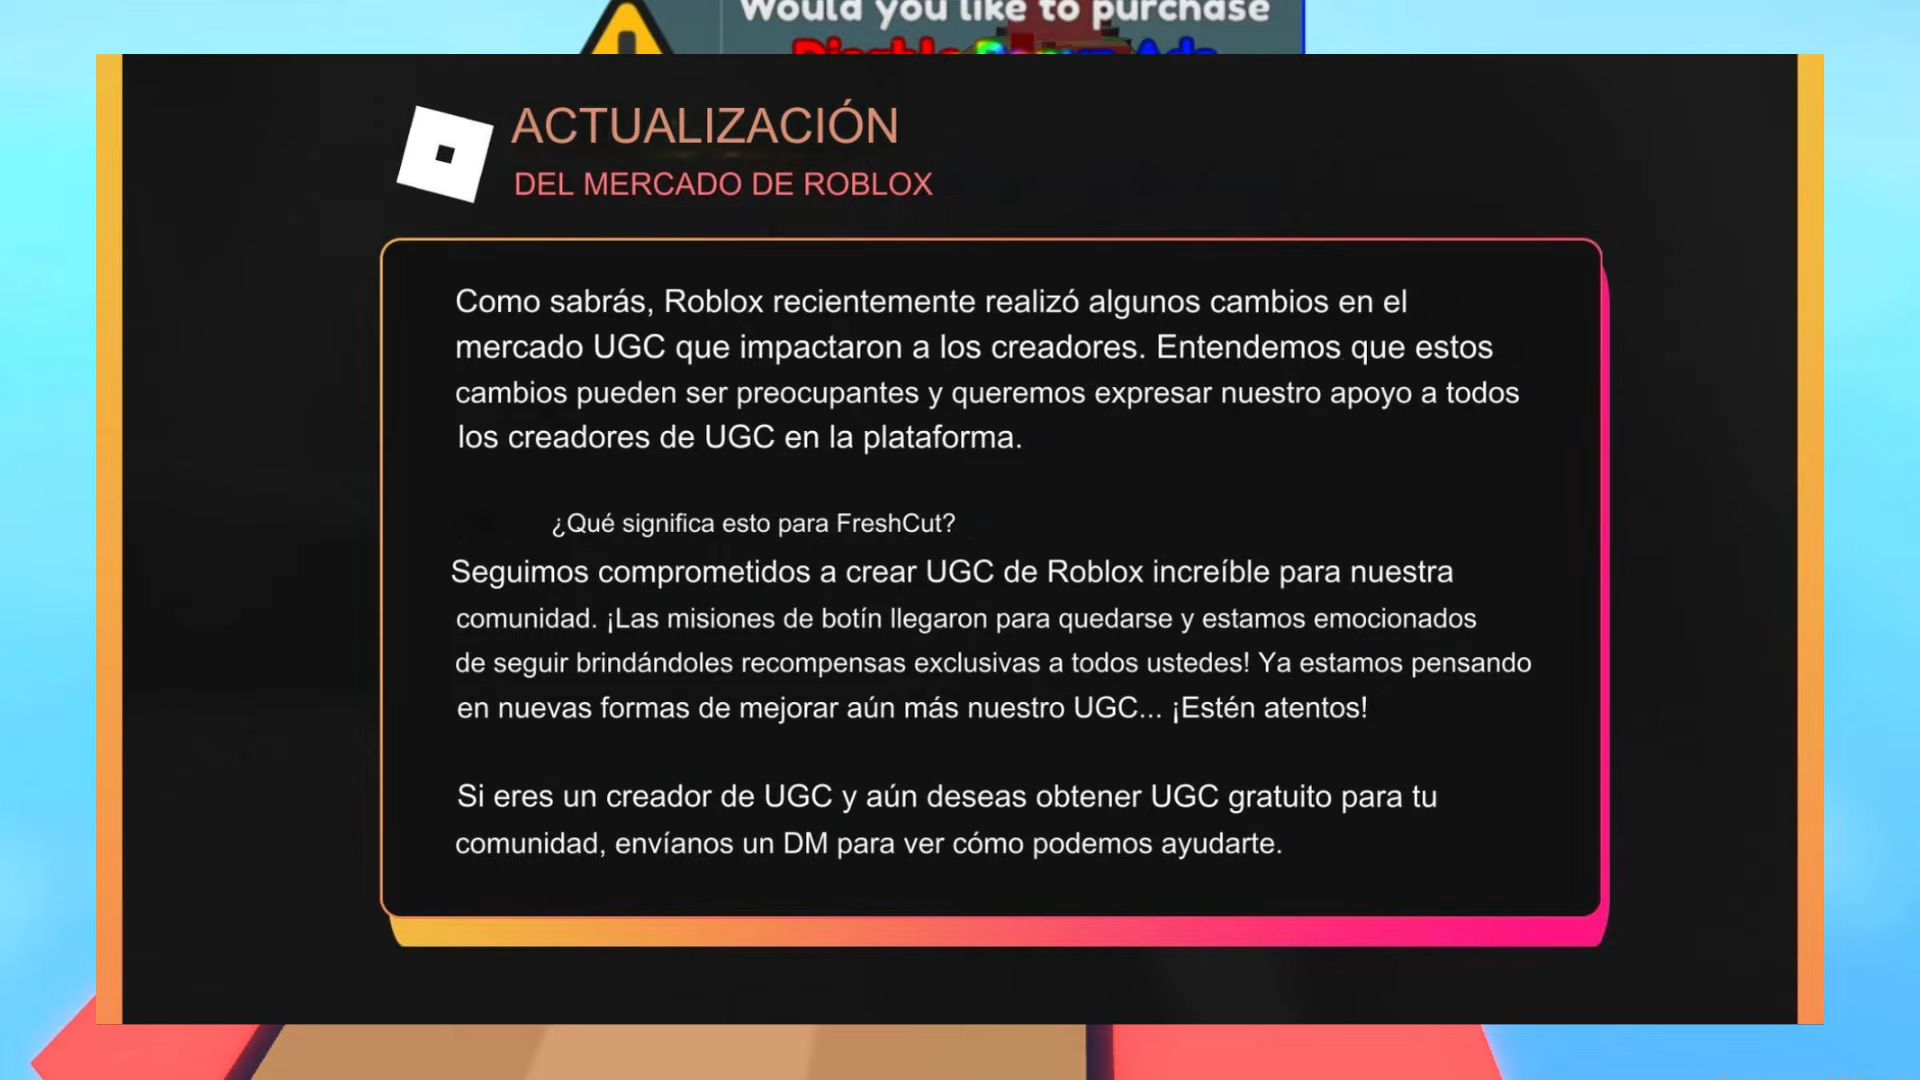 Would you like to purchase
ACTUALIZACIÓN
DEL MERCADO DE ROBLOX
Como sabrás, Roblox recientemente realizó algunos cambios en el
mercado UGC que impactaron a los creadores. Entendemos que estos
cambios pueden ser preocupantes y queremos expresar nuestro apoyo a todos
los creadores de UGC en la plataforma.
¿Qué significa esto para FreshCut?
Seguimos comprometidos a crear UGC de Roblox increíble para nuestra
comunidad. ¡Las misiones de botín llegaron para quedarse y estamos emocionados
de seguir brindándoles recompensas exclusivas a todos ustedes! Ya estamos pensando
en nuevas formas de mejorar aún más nuestro UGC... ¡Estén atentos!
Si eres un creador de UGC y aún deseas obtener UGC gratuito para tu
comunidad, envíanos un DM para ver cómo podemos ayudarte.